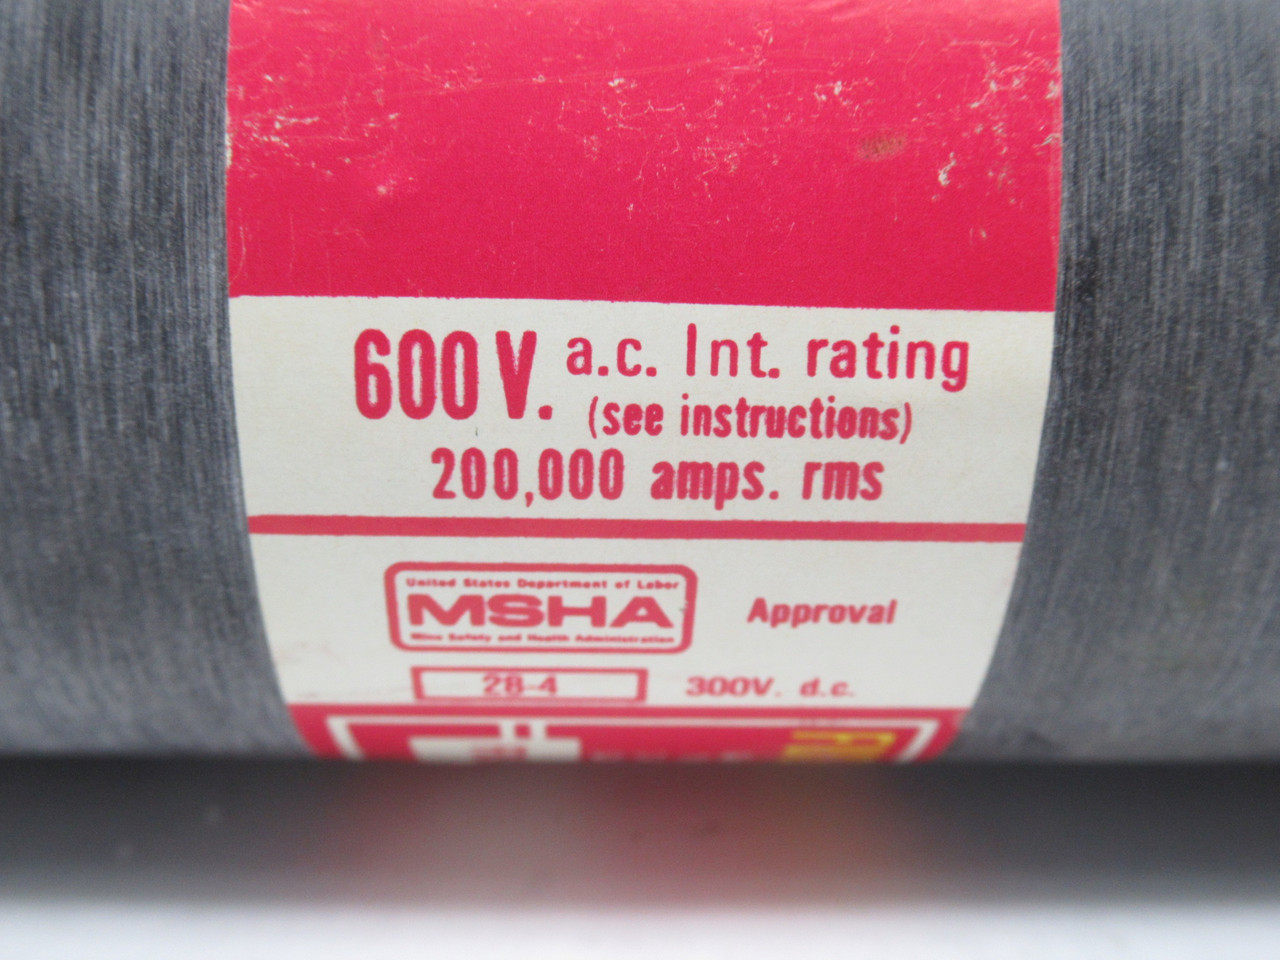 600 V. a.c. Int. rating
(see instructions)
200,000 amps. rms
United States Department of Labor
MSHA
Mine Safety and Health Administration
Approval
28-4
300V. d.c.